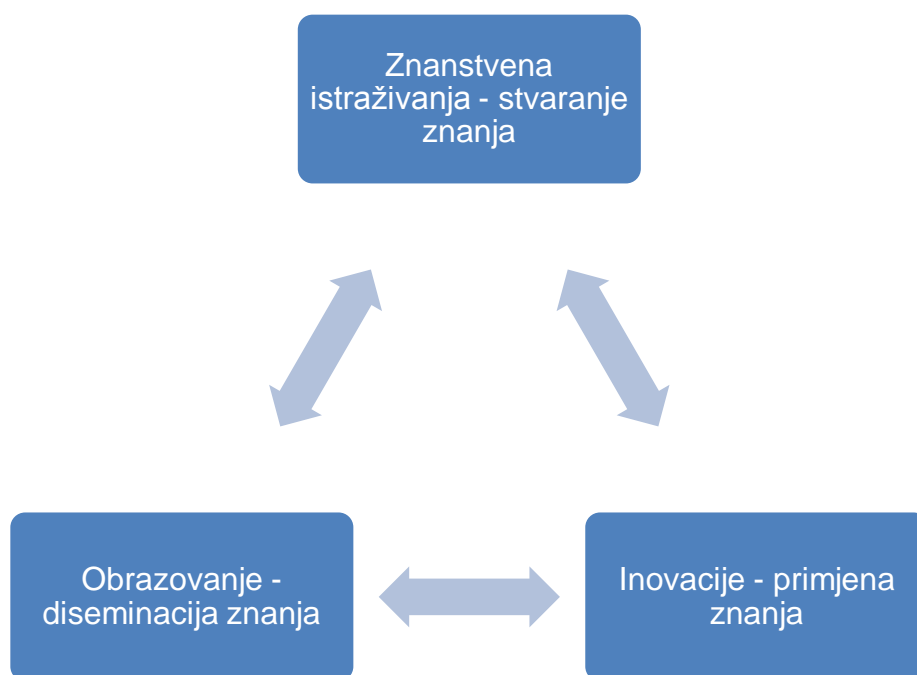 Znanstvena
istraživanja - stvaranje
znanja
Obrazovanje -
diseminacija znanja
Inovacije - primjena
znanja